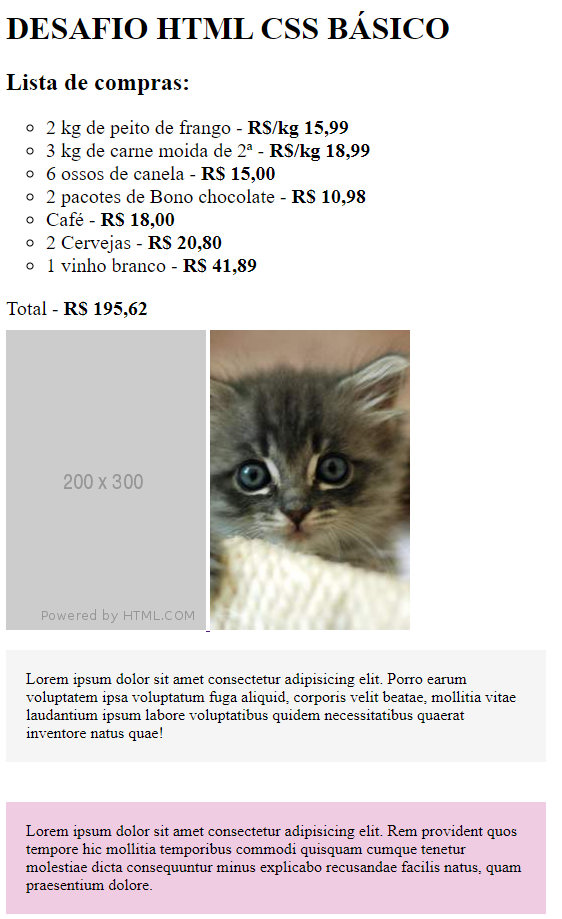 DESAFIO HTML CSS BÁSICO
Lista de compras:
2 kg de peito de frango - R$/kg 15,99
3 kg de carne moida de 2ª - R$/kg 18,99
6 ossos de canela - R$ 15,00
2 pacotes de Bono chocolate - R$ 10,98
Café - R$ 18,00
2 Cervejas - R$ 20,80
1 vinho branco - R$ 41,89
Total - R$ 195,62
200 x 300
Powered by HTML.COM
Lorem ipsum dolor sit amet consectetur adipisicing elit. Porro earum
voluptatem ipsa voluptatum fuga aliquid, corporis velit beatae, mollitia vitae
laudantium ipsum labore voluptatibus quidem necessitatibus quaerat
inventore natus quae!
Lorem ipsum dolor sit amet consectetur adipisicing elit. Rem provident quos
tempore hic mollitia temporibus commodi quisquam cumque tenetur
molestiae dicta consequuntur minus explicabo recusandae facilis natus, quam
praesentium dolore.